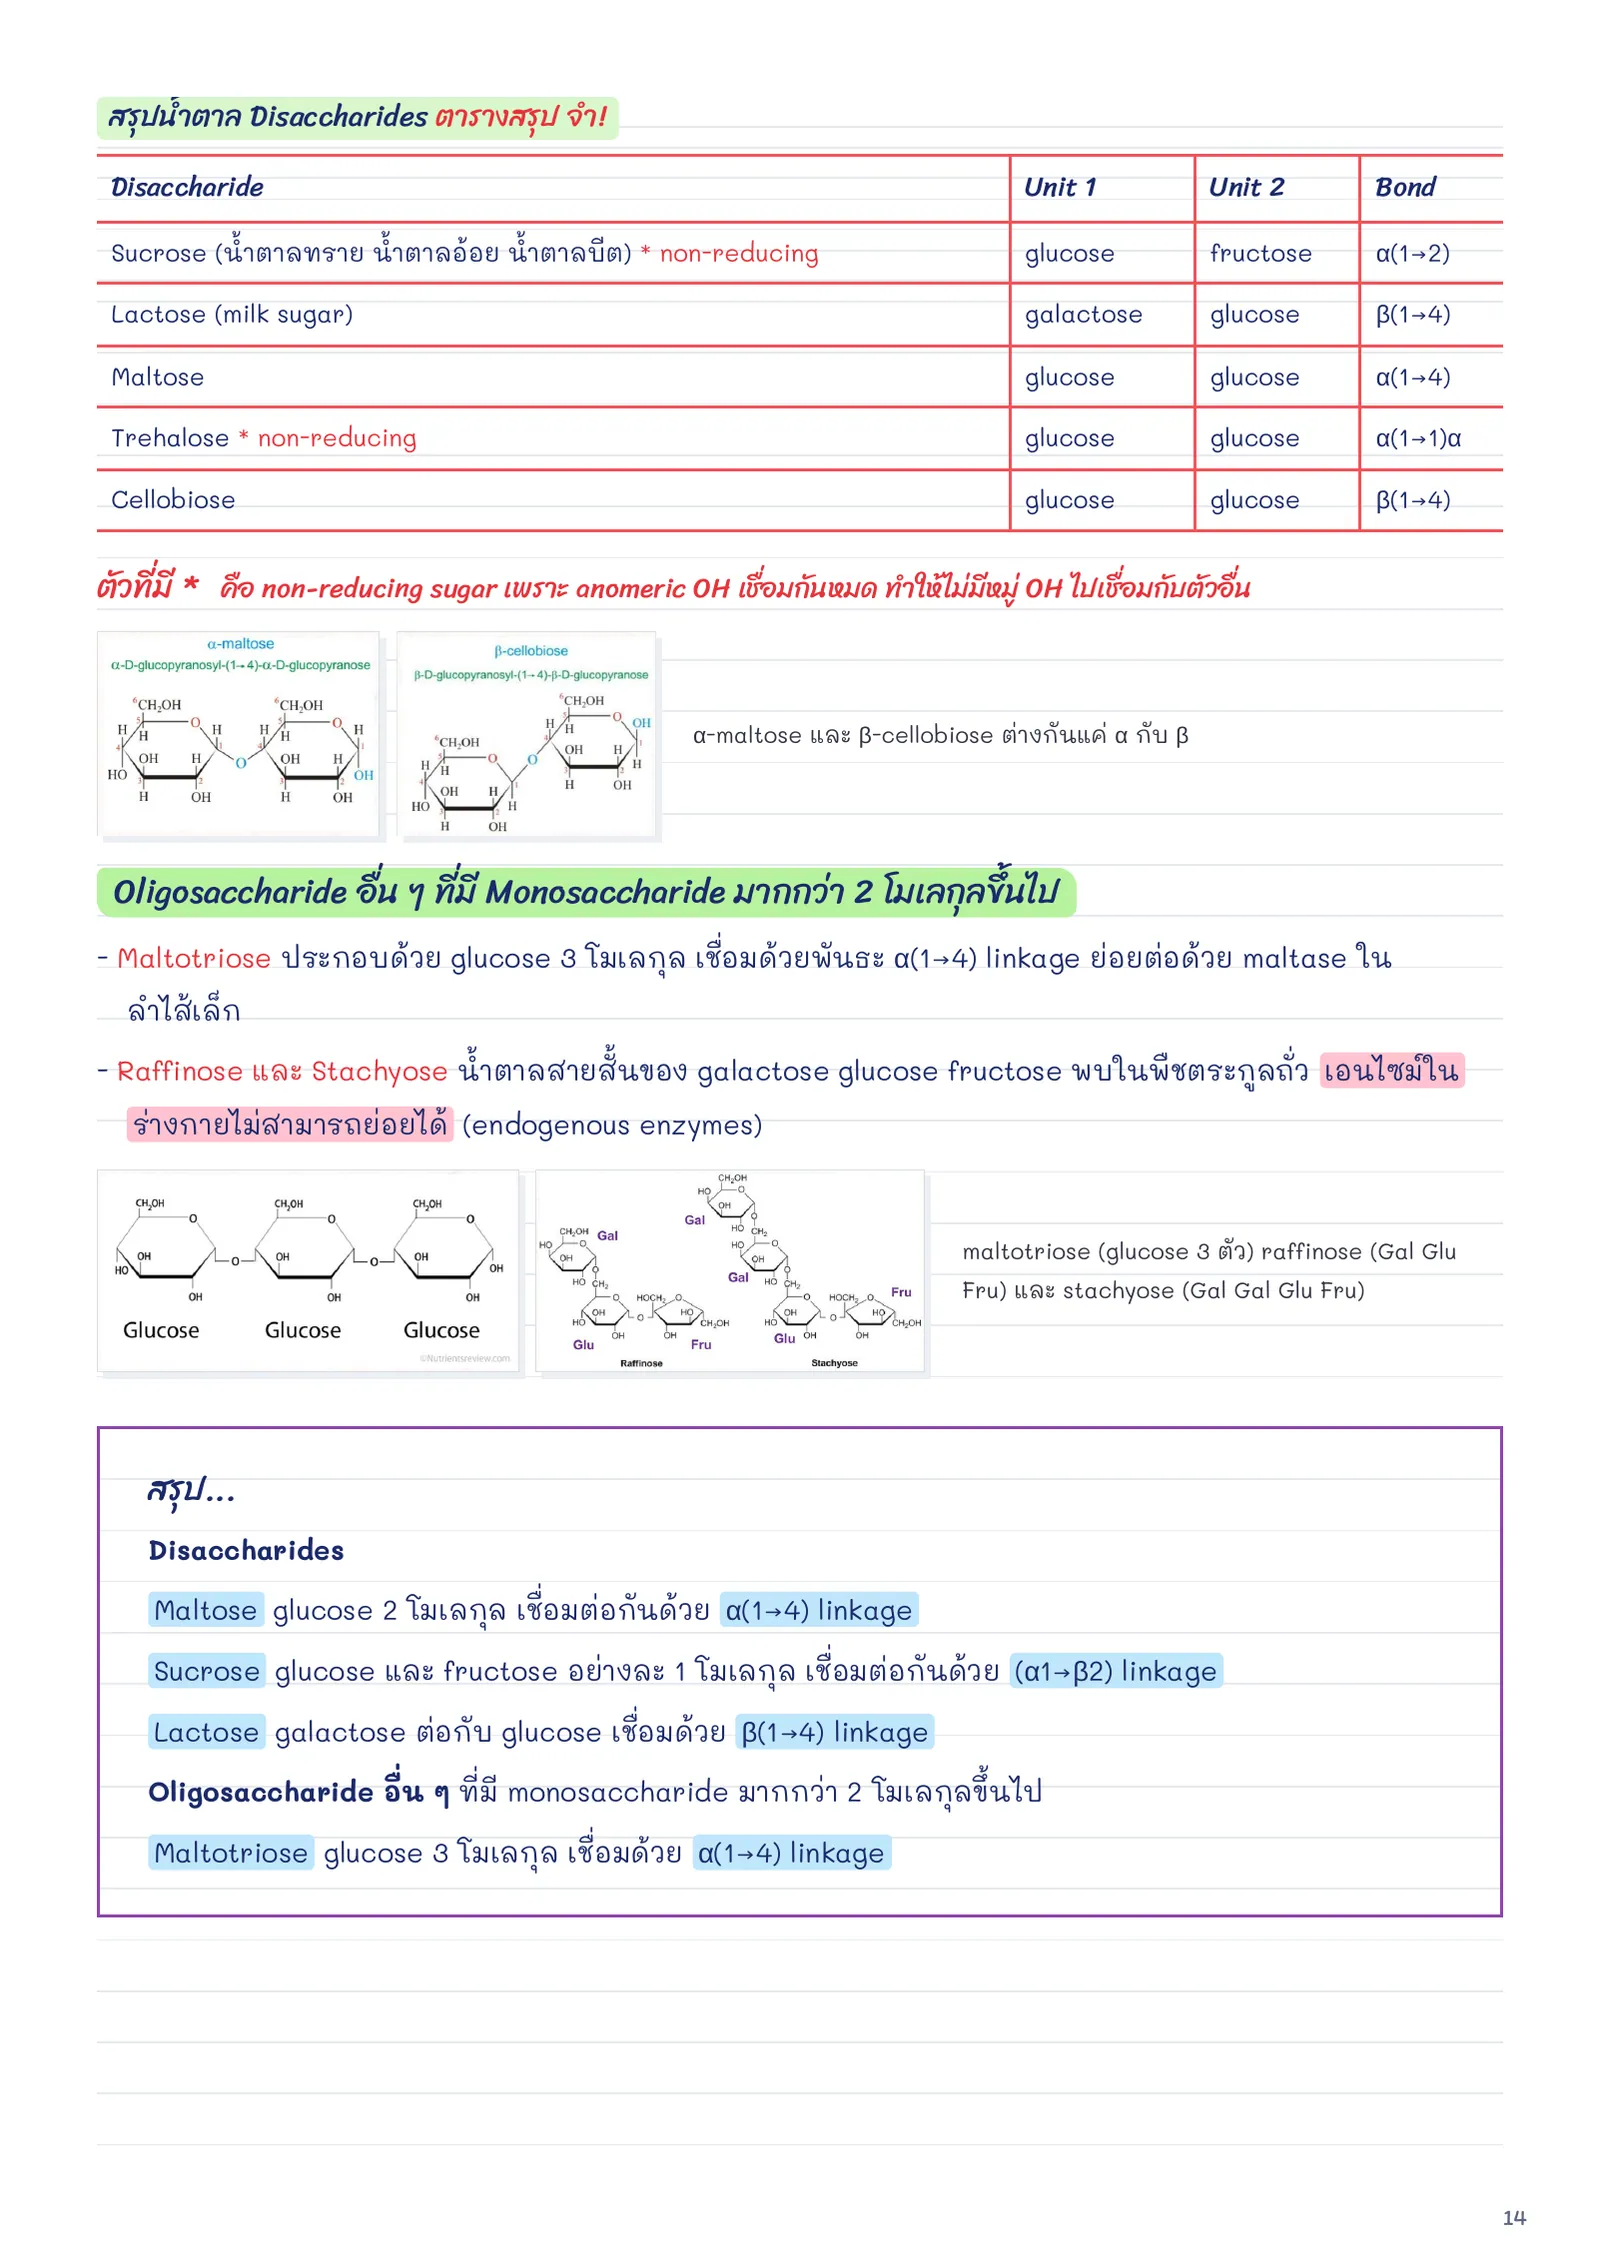 สรุปน้ำตาล Disaccharides ตารางสรุป จำ!
Disaccharide Unit 1 Unit 2 Bond
Sucrose (น้ำตาลทราย น้ำตาลอ้อย น้ำตาลบีต) * non-reducing glucose fructose α(1→2)
Lactose (milk sugar) galactose glucose β(1→4)
Maltose glucose glucose α(1→4)
Trehalose * non-reducing glucose glucose α(1→1)α
Cellobiose glucose glucose β(1→4)
ตัวที่มี * คือ non-reducing sugar เพราะ anomeric OH เชื่อมกันหมด ทำให้ไม่มีหมู่ OH ไปเชื่อมกับตัวอื่น
α-maltose
α-D-glucopyranosyl-(1→4)-α-D-glucopyranose
β-cellobiose
β-D-glucopyranosyl-(1→4)-β-D-glucopyranose
α-maltose และ β-cellobiose ต่างกันแค่ α กับ β
Oligosaccharide อื่น ๆ ที่มี Monosaccharide มากกว่า 2 โมเลกุลขึ้นไป
- Maltotriose ประกอบด้วย glucose 3 โมเลกุล เชื่อมด้วยพันธะ α(1→4) linkage ย่อยต่อด้วย maltase ใน
ลำไส้เล็ก
- Raffinose และ Stachyose น้ำตาลสายสั้นของ galactose glucose fructose พบในพืชตระกูลถั่ว เอนไซม์ใน
ร่างกายไม่สามารถย่อยได้ (endogenous enzymes)
Glucose Glucose Glucose
©Nutrientsreview.com
Gal
Glu
Fru
Raffinose
Gal
Gal
Glu
Fru
Stachyose
maltotriose (glucose 3 ตัว) raffinose (Gal Glu
Fru) และ stachyose (Gal Gal Glu Fru)
สรุป...
Disaccharides
Maltose glucose 2 โมเลกุล เชื่อมต่อกันด้วย α(1→4) linkage
Sucrose glucose และ fructose อย่างละ 1 โมเลกุล เชื่อมต่อกันด้วย (α1→β2) linkage
Lactose galactose ต่อกับ glucose เชื่อมด้วย β(1→4) linkage
Oligosaccharide อื่น ๆ ที่มี monosaccharide มากกว่า 2 โมเลกุลขึ้นไป
Maltotriose glucose 3 โมเลกุล เชื่อมด้วย α(1→4) linkage
14